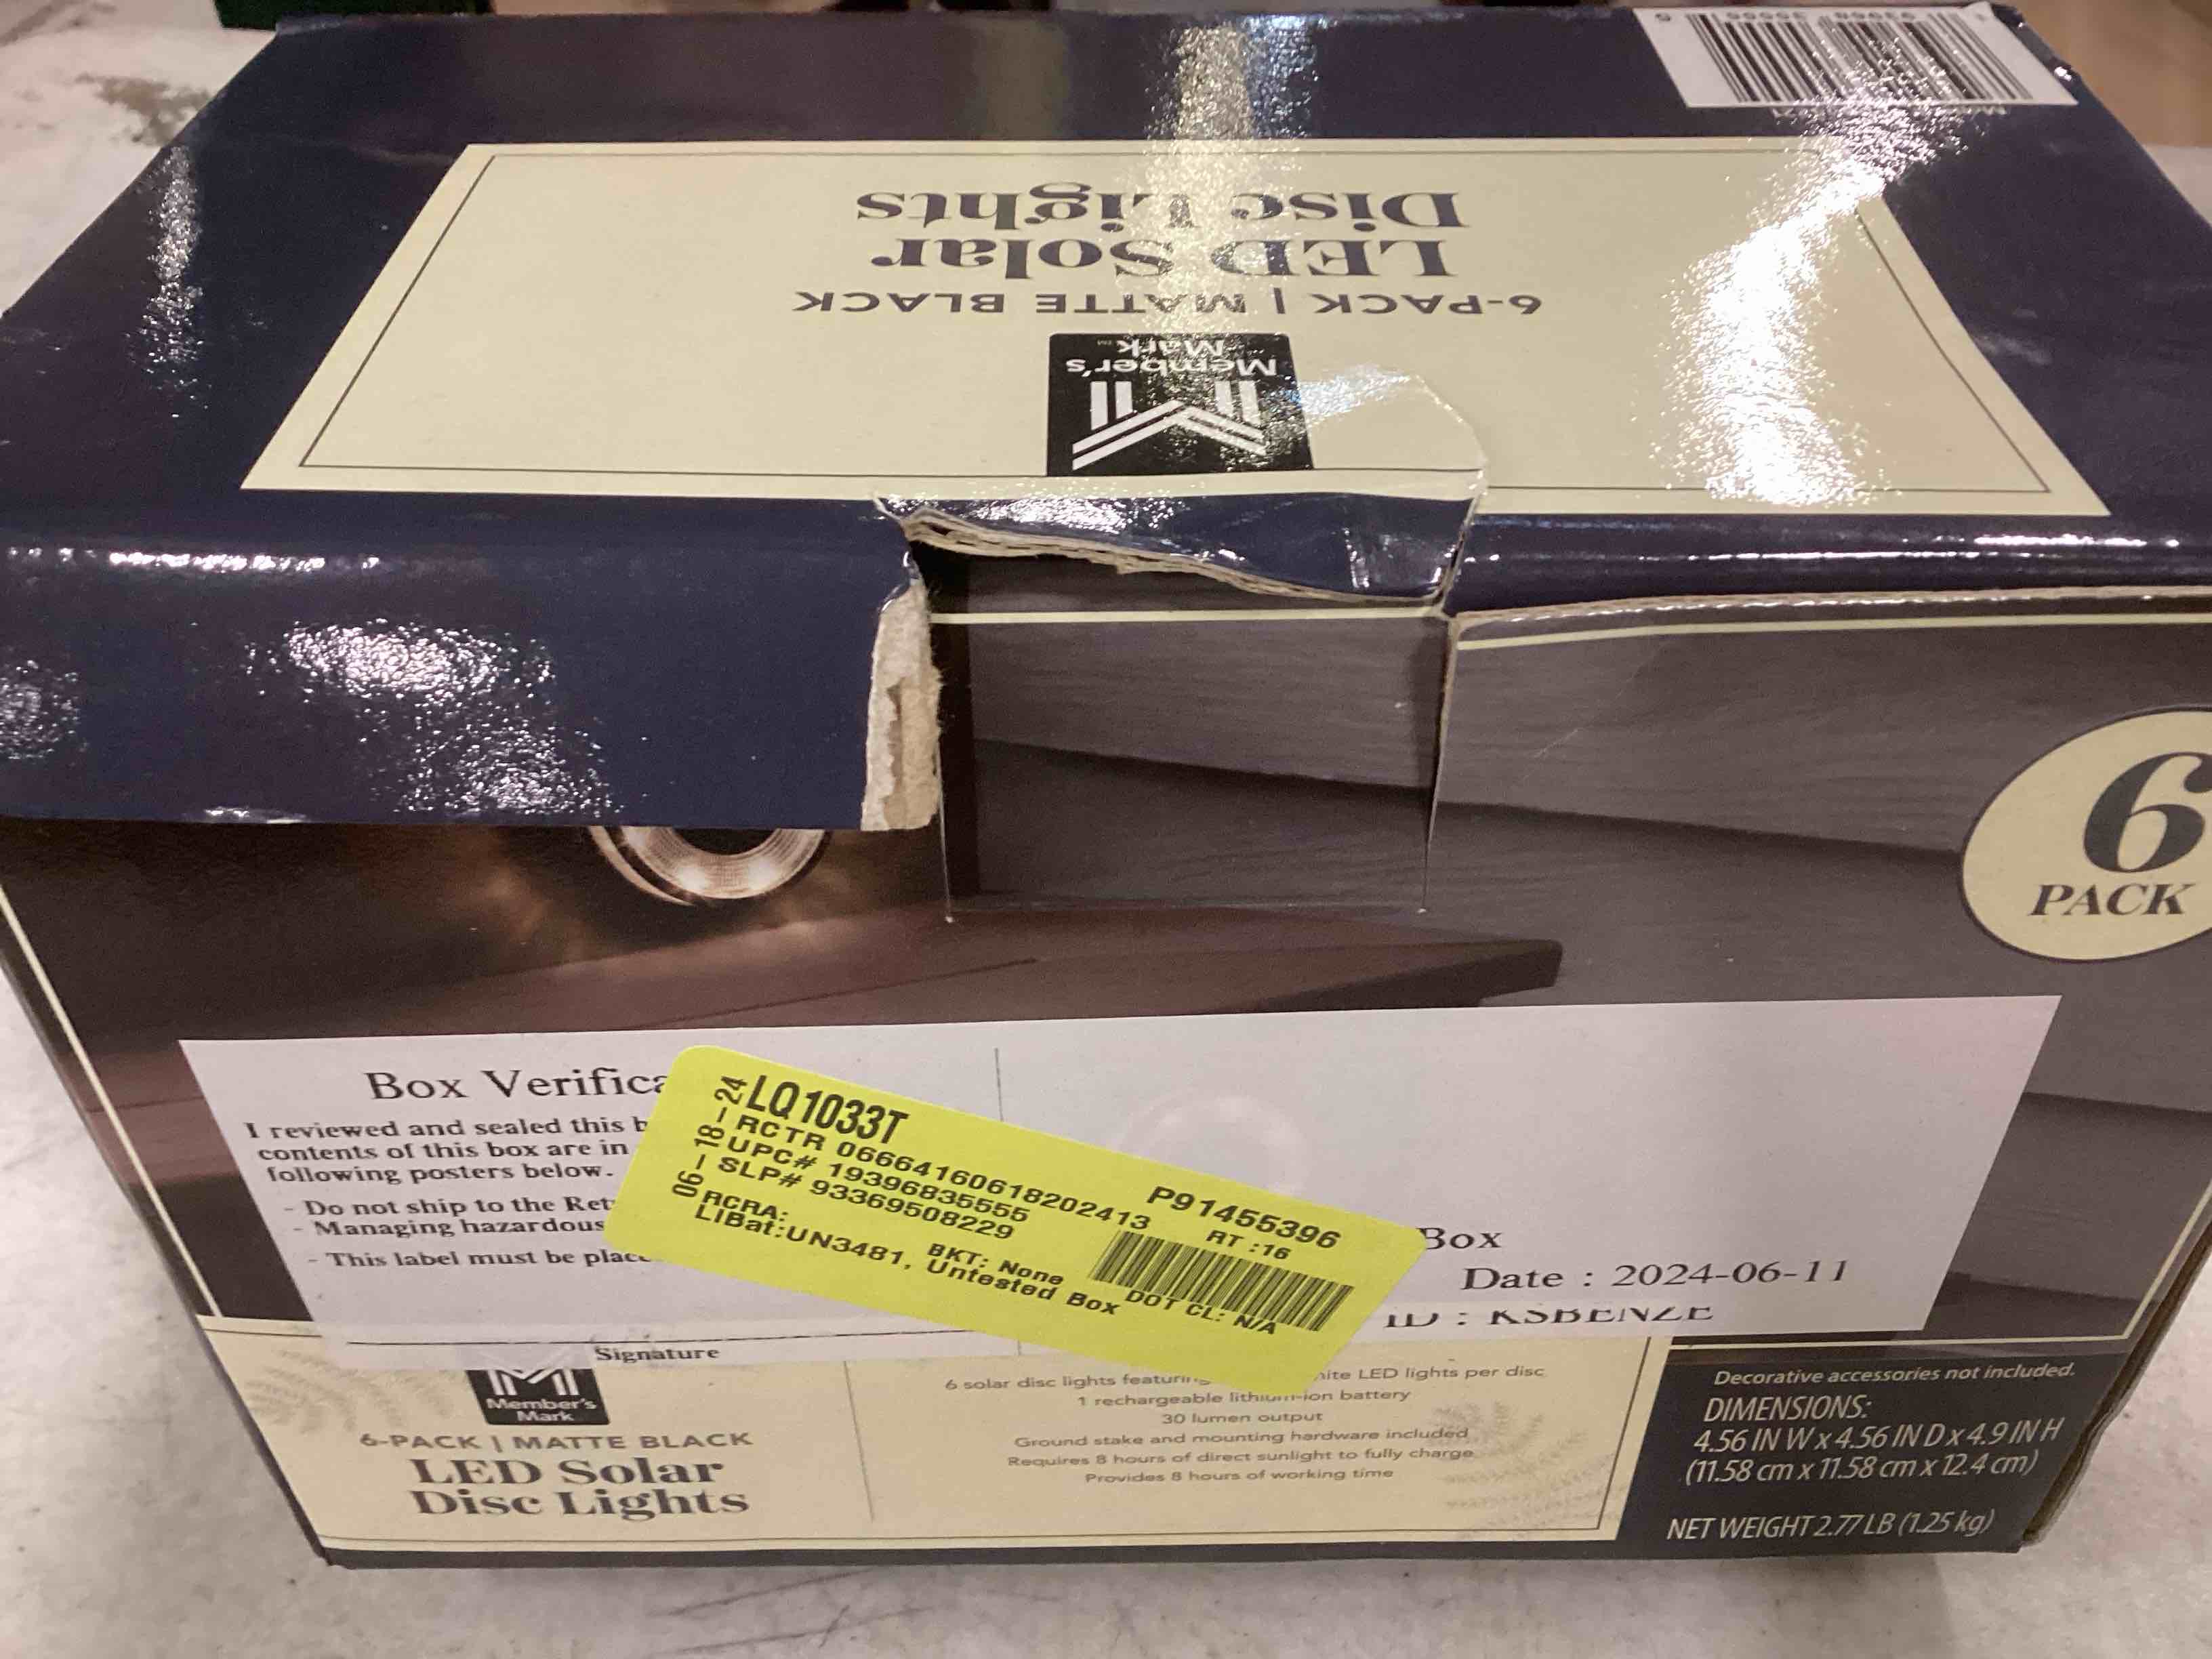 Disc Lights
LED Solar
6-PACK | MATTE BLACK
Member's
Mark™
6
PACK
Box Verifica
I reviewed and sealed this b
contents of this box are in
following posters below.
- Do not ship to the Ret
- Managing hazardous
- This label must be plac
Signature
Box
Date : 2024-06-11
ID : KSBENZE
06-18-24
LQ1033T
RCTR 06664160618202413
UPC# 193968355555
SLP# 93369508229
P91455396
RT :16
RCRA:
BKT: None
LIBat:UN3481, Untested Box
DOT CL: N/A
Member's
Mark
6-PACK | MATTE BLACK
LED Solar
Disc Lights
6 solar disc lights featuring
ite LED lights per disc
1 rechargeable lithium-ion battery
30 lumen output
Ground stake and mounting hardware included
Requires 8 hours of direct sunlight to fully charge
Provides 8 hours of working time
Decorative accessories not included.
DIMENSIONS:
4.56 IN W x 4.56 IN D x 4.9 IN H
(11.58 cm x 11.58 cm x 12.4 cm)
NET WEIGHT 2.77 LB (1.25 kg)